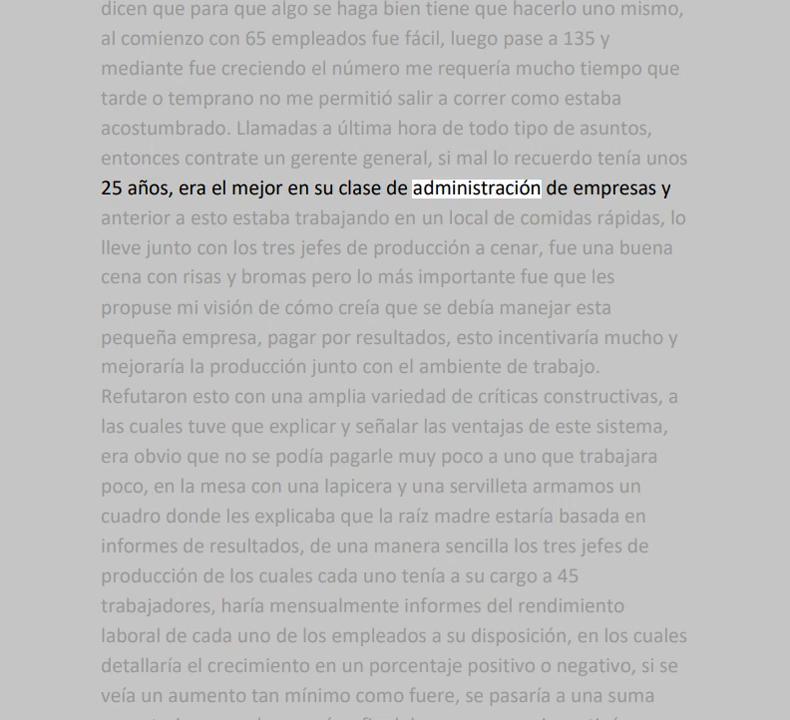 dicen que para que algo se haga bien tiene que hacerlo uno mismo,
al comienzo con 65 empleados fue fácil, luego pase a 135 y
mediante fue creciendo el número me requería mucho tiempo que
tarde o temprano no me permitió salir a correr como estaba
acostumbrado. Llamadas a última hora de todo tipo de asuntos,
entonces contrate un gerente general, si mal lo recuerdo tenía unos
25 años, era el mejor en su clase de administración de empresas y
anterior a esto estaba trabajando en un local de comidas rápidas, lo
lleve junto con los tres jefes de producción a cenar, fue una buena
cena con risas y bromas pero lo más importante fue que les
propuse mi visión de cómo creía que se debía manejar esta
pequeña empresa, pagar por resultados, esto incentivaría mucho y
mejoraría la producción junto con el ambiente de trabajo.
Refutaron esto con una amplia variedad de críticas constructivas, a
las cuales tuve que explicar y señalar las ventajas de este sistema,
era obvio que no se podía pagarle muy poco a uno que trabajara
poco, en la mesa con una lapicera y una servilleta armamos un
cuadro donde les explicaba que la raíz madre estaría basada en
informes de resultados, de una manera sencilla los tres jefes de
producción de los cuales cada uno tenía a su cargo a 45
trabajadores, haría mensualmente informes del rendimiento
laboral de cada uno de los empleados a su disposición, en los cuales
detallaría el crecimiento en un porcentaje positivo o negativo, si se
veía un aumento tan mínimo como fuere, se pasaría a una suma